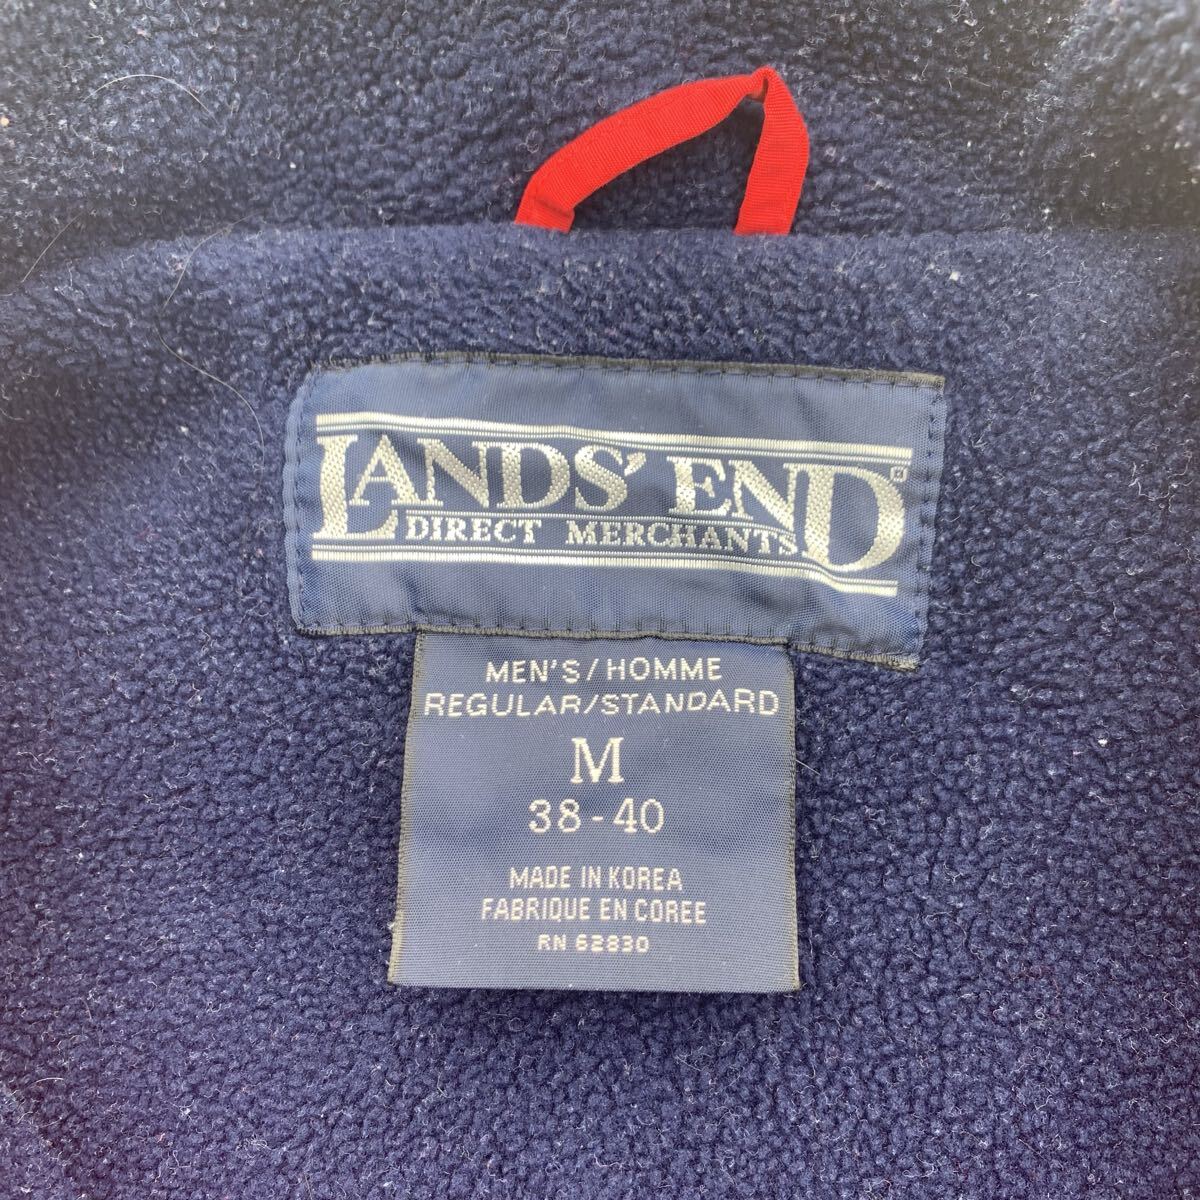 LANDS' END®
DIRECT MERCHANTS
MEN'S/HOMME
REGULAR/STANDARD
M
38-40
MADE IN KOREA
FABRIQUE EN COREE
RN 62830